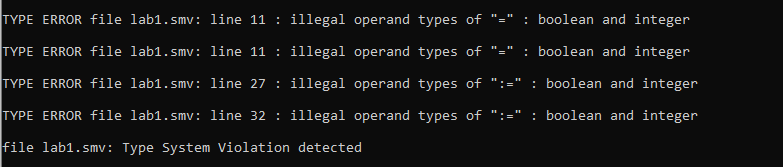 TYPE ERROR file lab1.smv: line 11 : illegal operand types of "=" : boolean and integer
TYPE ERROR file lab1.smv: line 11 : illegal operand types of "=" : boolean and integer
TYPE ERROR file lab1.smv: line 27 : illegal operand types of ":=" : boolean and integer
TYPE ERROR file lab1.smv: line 32 : illegal operand types of ":=" : boolean and integer
file lab1.smv: Type System Violation detected